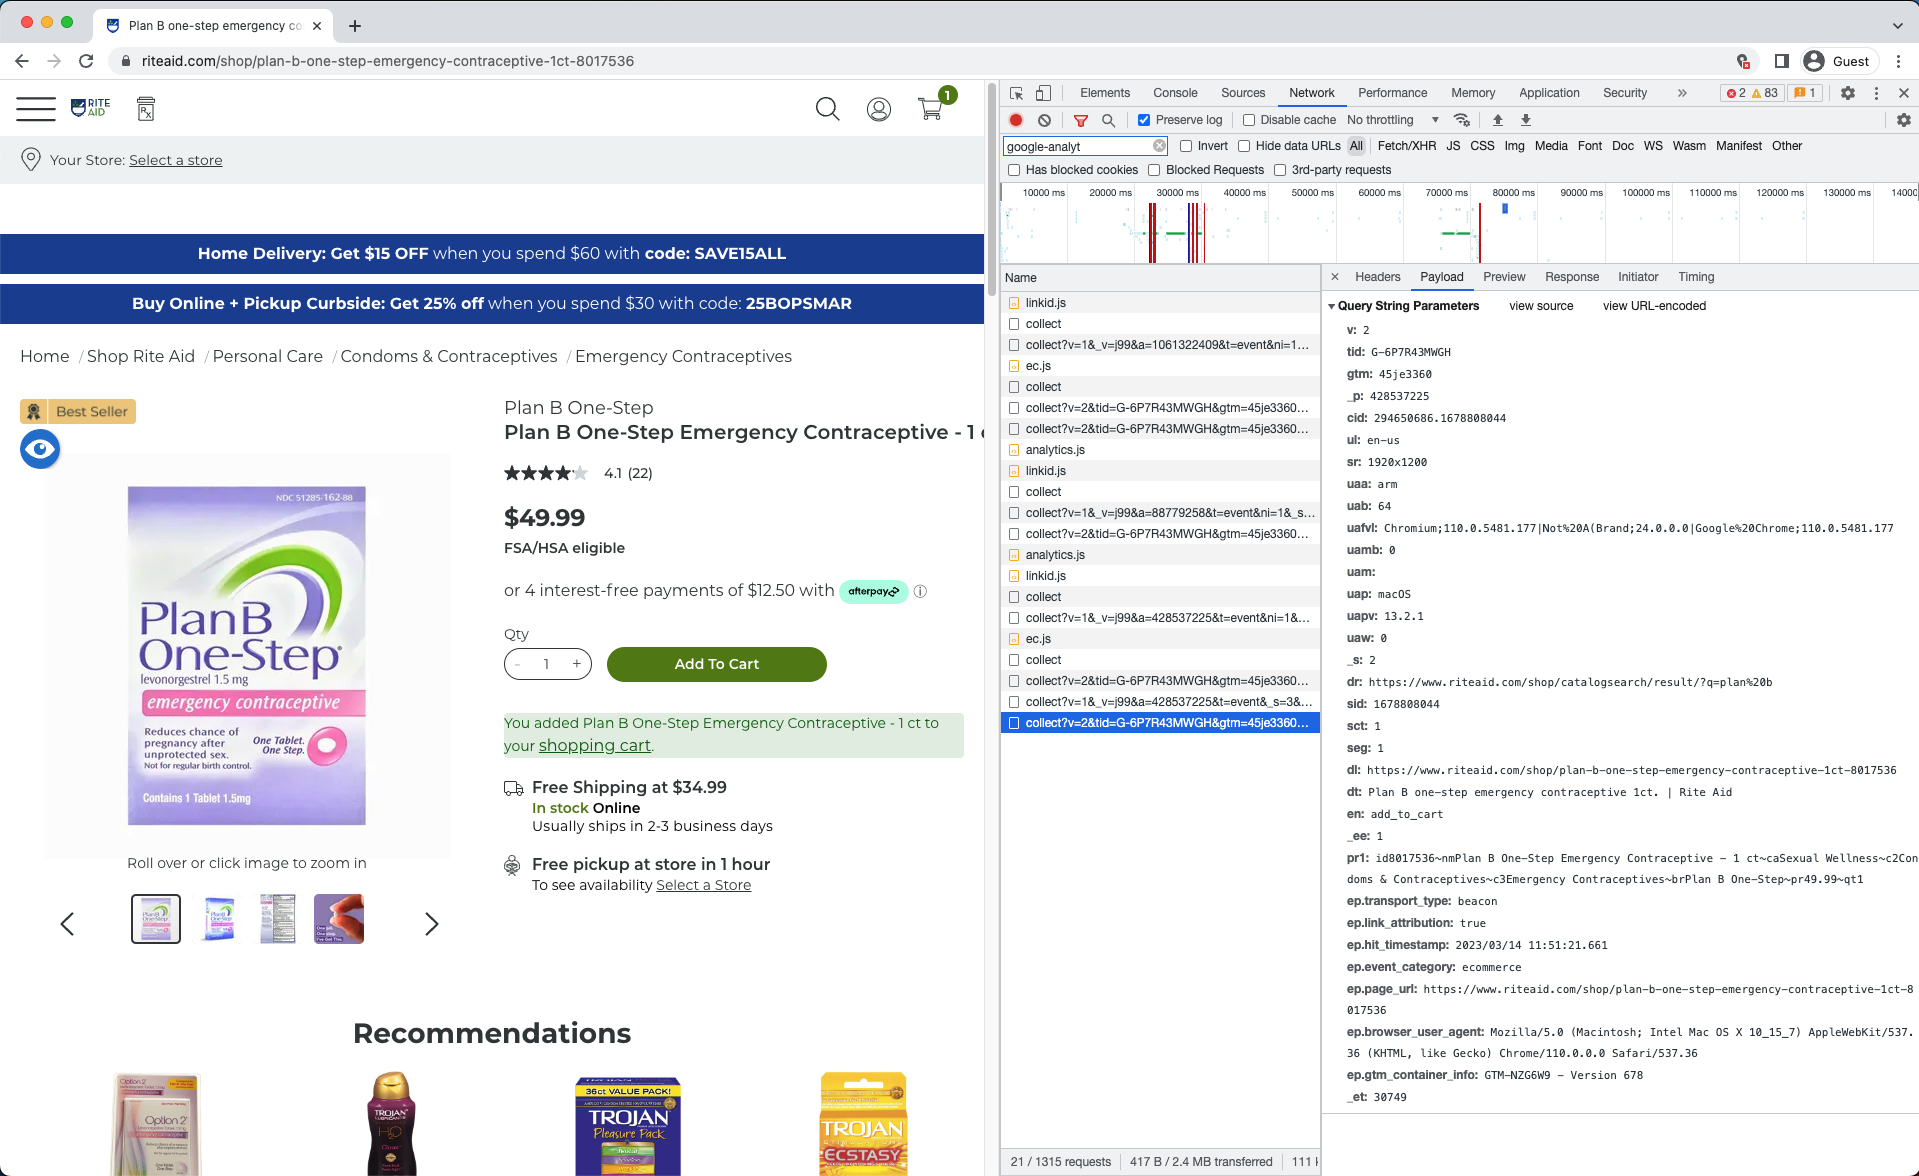 Plan B one-step emergency co
riteaid.com/shop/plan-b-one-step-emergency-contraceptive-1ct-8017536
Guest
RITE
AID
1
Your Store: Select a store
Home Delivery: Get $15 OFF when you spend $60 with code: SAVE15ALL
Buy Online + Pickup Curbside: Get 25% off when you spend $30 with code: 25BOPSMAR
Home / Shop Rite Aid / Personal Care / Condoms & Contraceptives / Emergency Contraceptives
Best Seller
Plan B One-Step
Plan B One-Step Emergency Contraceptive - 1 c
4.1 (22)
$49.99
FSA/HSA eligible
or 4 interest-free payments of $12.50 with afterpay
Qty
- 1 +
Add To Cart
You added Plan B One-Step Emergency Contraceptive - 1 ct to
your shopping cart.
Free Shipping at $34.99
In stock Online
Usually ships in 2-3 business days
Free pickup at store in 1 hour
To see availability Select a Store
NDC 51285-162-88
Plan B
One-Step
levonorgestrel 1.5 mg
emergency contraceptive
Reduces chance of
pregnancy after
unprotected sex.
Not for regular birth control.
One Tablet.
One Step.
Contains 1 Tablet 1.5mg
Roll over or click image to zoom in
Recommendations
Option 2
Option 2
TROJAN
H2O
36ct VALUE PACK!
TROJAN
Pleasure Pack
TROJAN
ECSTASY
Elements Console Sources Network Performance Memory Application Security » 2 83 1
Preserve log Disable cache No throttling
google-analyt Invert Hide data URLs All Fetch/XHR JS CSS Img Media Font Doc WS Wasm Manifest Other
Has blocked cookies Blocked Requests 3rd-party requests
10000 ms 20000 ms 30000 ms 40000 ms 50000 ms 60000 ms 70000 ms 80000 ms 90000 ms 100000 ms 110000 ms 120000 ms 130000 ms 14000
Name
linkid.js
collect
collect?v=1&_v=j99&a=1061322409&t=event&ni=1...
ec.js
collect
collect?v=2&tid=G-6P7R43MWGH&gtm=45je3360...
collect?v=2&tid=G-6P7R43MWGH&gtm=45je3360...
analytics.js
linkid.js
collect
collect?v=1&_v=j99&a=88779258&t=event&ni=1&_s...
collect?v=2&tid=G-6P7R43MWGH&gtm=45je3360...
analytics.js
linkid.js
collect
collect?v=1&_v=j99&a=428537225&t=event&ni=1&...
ec.js
collect
collect?v=2&tid=G-6P7R43MWGH&gtm=45je3360...
collect?v=1&_v=j99&a=428537225&t=event&_s=3&...
collect?v=2&tid=G-6P7R43MWGH&gtm=45je3360...
21 / 1315 requests 417 B / 2.4 MB transferred 111
Headers Payload Preview Response Initiator Timing
Query String Parameters view source view URL-encoded
v: 2
tid: G-6P7R43MWGH
gtm: 45je3360
_p: 428537225
cid: 294650686.1678808044
ul: en-us
sr: 1920x1200
uaa: arm
uab: 64
uafvl: Chromium;110.0.5481.177|Not%20A(Brand;24.0.0.0|Google%20Chrome;110.0.5481.177
uamb: 0
uam:
uap: macOS
uapv: 13.2.1
uaw: 0
_s: 2
dr: https://www.riteaid.com/shop/catalogsearch/result/?q=plan%20b
sid: 1678808044
sct: 1
seg: 1
dl: https://www.riteaid.com/shop/plan-b-one-step-emergency-contraceptive-1ct-8017536
dt: Plan B one-step emergency contraceptive 1ct. | Rite Aid
en: add_to_cart
_ee: 1
pr1: id8017536~nmPlan B One-Step Emergency Contraceptive - 1 ct~caSexual Wellness~c2Con
doms & Contraceptives~c3Emergency Contraceptives~brPlan B One-Step~pr49.99~qt1
ep.transport_type: beacon
ep.link_attribution: true
ep.hit_timestamp: 2023/03/14 11:51:21.661
ep.event_category: ecommerce
ep.page_url: https://www.riteaid.com/shop/plan-b-one-step-emergency-contraceptive-1ct-8
017536
ep.browser_user_agent: Mozilla/5.0 (Macintosh; Intel Mac OS X 10_15_7) AppleWebKit/537.
36 (KHTML, like Gecko) Chrome/110.0.0.0 Safari/537.36
ep.gtm_container_info: GTM-NZG6W9 - Version 678
_et: 30749